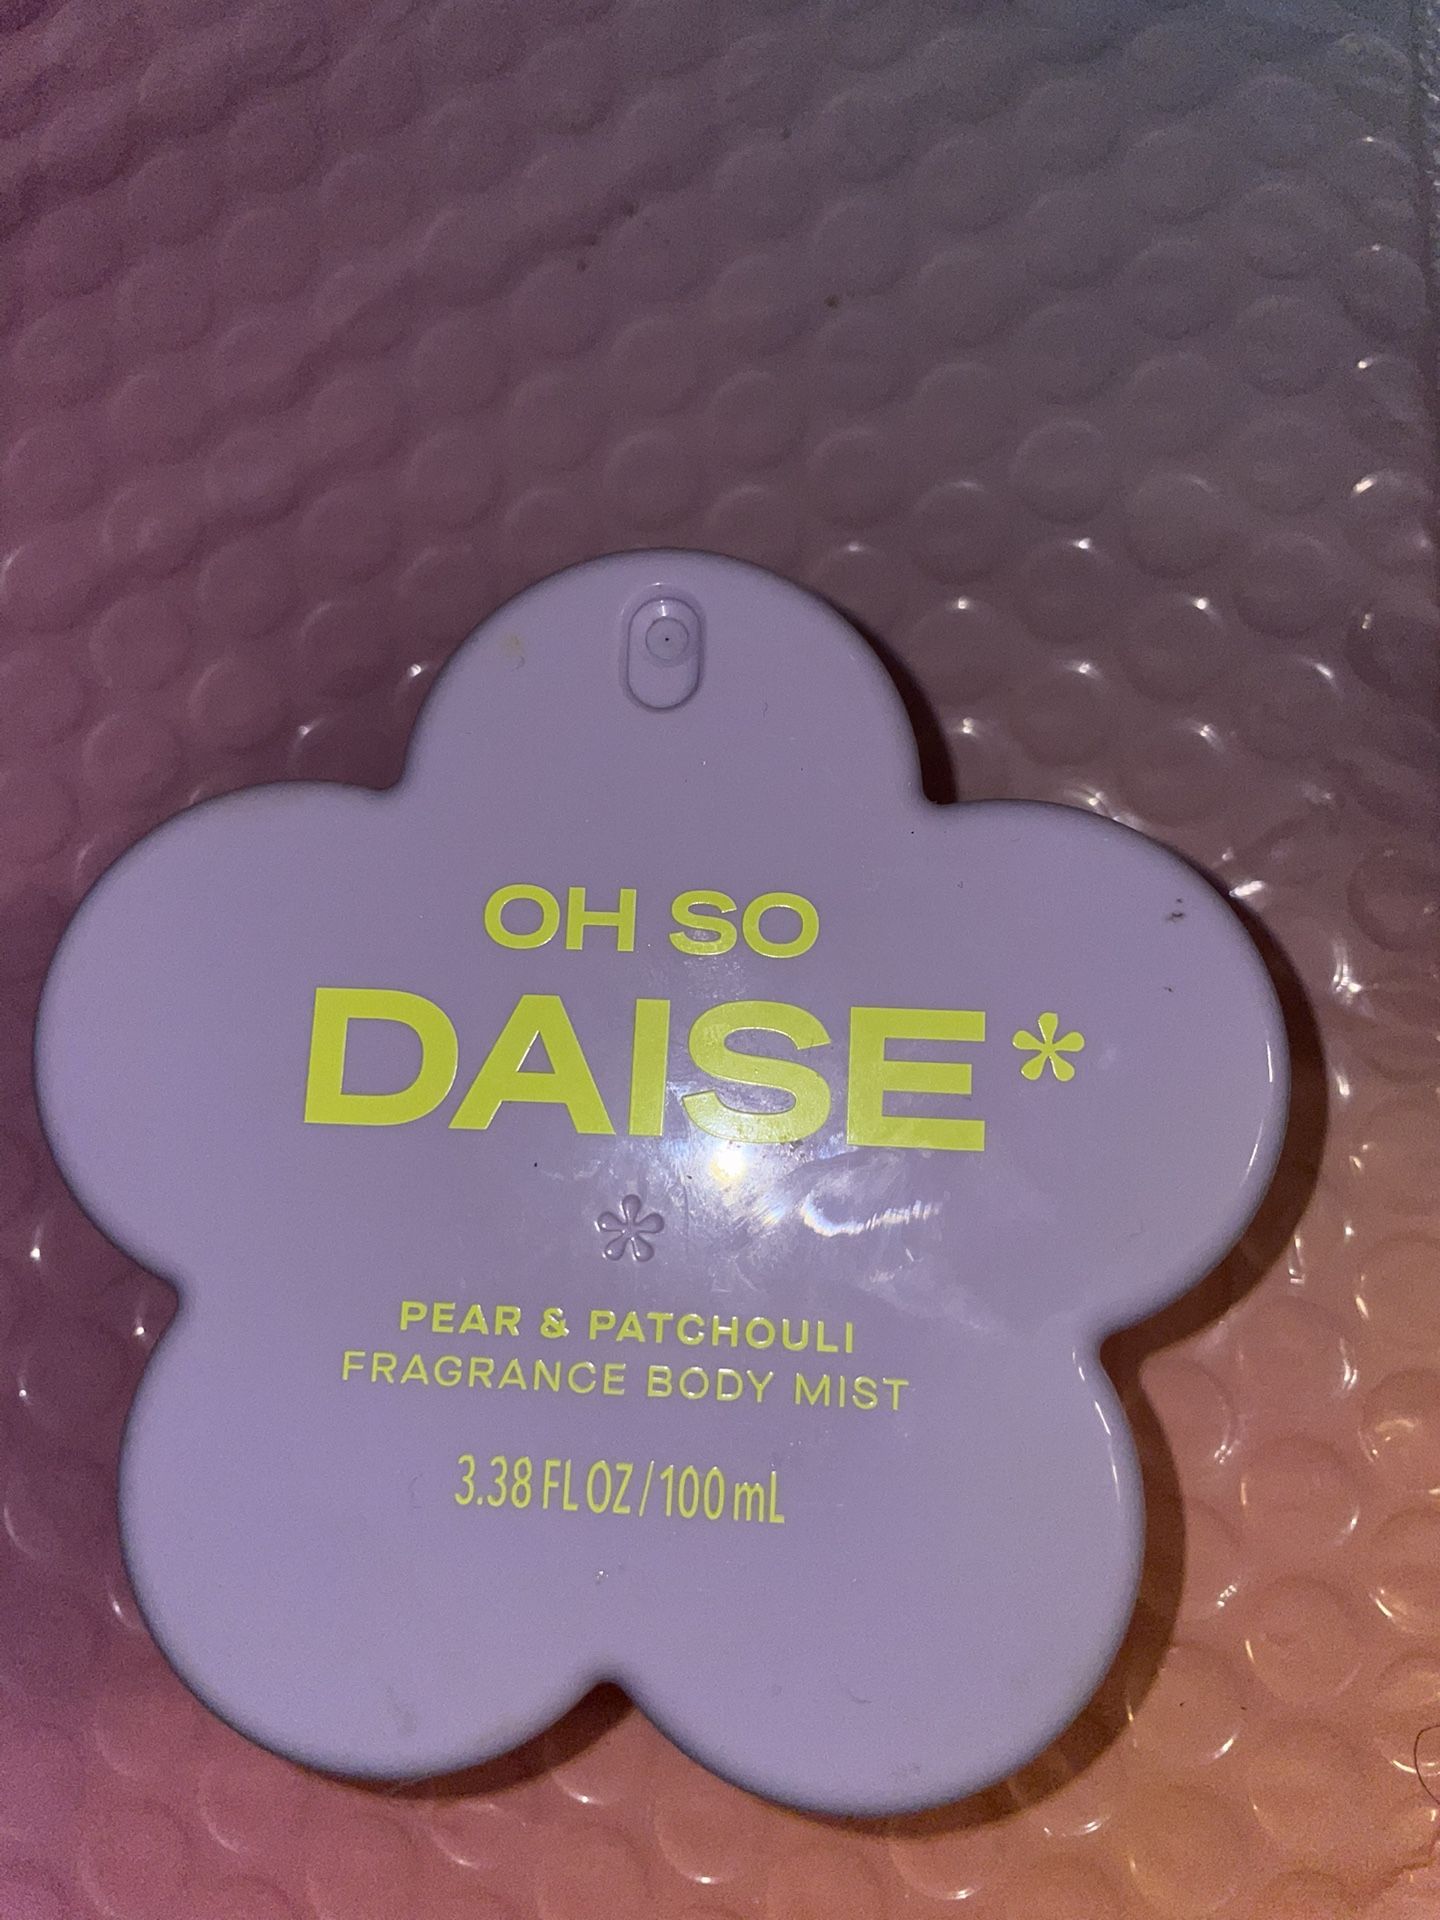 OH SO
DAISE*
PEAR & PATCHOULI
FRAGRANCE BODY MIST
3.38 FL OZ/100 mL